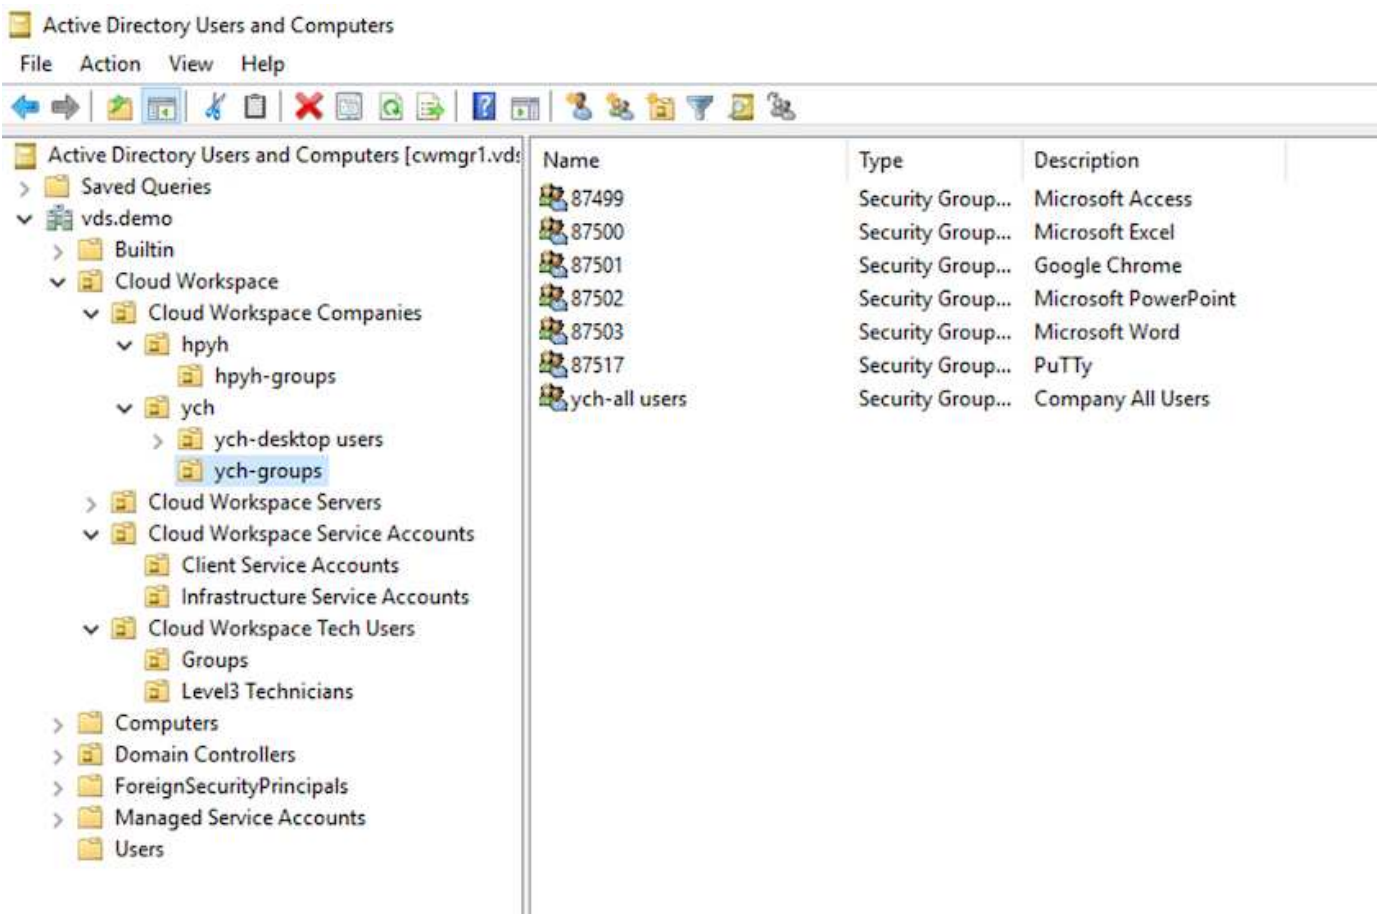 Active Directory Users and Computers
File Action View Help
Active Directory Users and Computers [cwmgr1.vds
Saved Queries
vds.demo
Builtin
Cloud Workspace
Cloud Workspace Companies
hpyh
hpyh-groups
ych
ych-desktop users
ych-groups
Cloud Workspace Servers
Cloud Workspace Service Accounts
Client Service Accounts
Infrastructure Service Accounts
Cloud Workspace Tech Users
Groups
Level3 Technicians
Computers
Domain Controllers
ForeignSecurityPrincipals
Managed Service Accounts
Users
Name Type Description
87499 Security Group... Microsoft Access
87500 Security Group... Microsoft Excel
87501 Security Group... Google Chrome
87502 Security Group... Microsoft PowerPoint
87503 Security Group... Microsoft Word
87517 Security Group... PuTTy
ych-all users Security Group... Company All Users